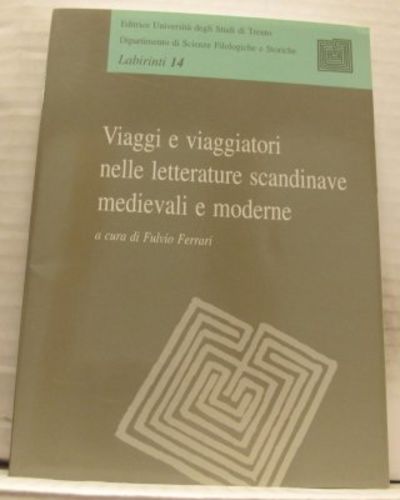 Editrice Università degli Studi di Trento
Dipartimento di Scienze Filologiche e Storiche
Labirinti 14
Viaggi e viaggiatori
nelle letterature scandinave
medievali e moderne
a cura di Fulvio Ferrari